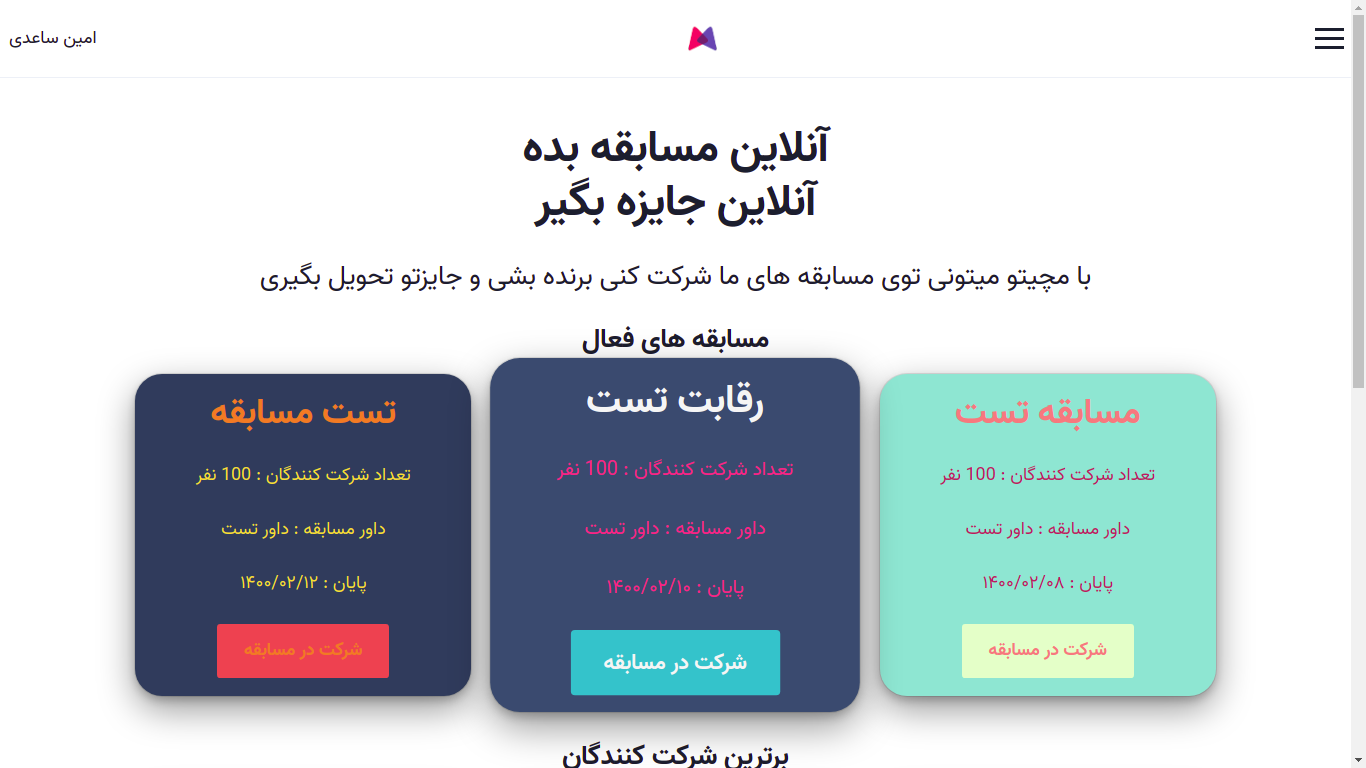 امین ساعدی
آنلاین مسابقه بده
آنلاین جایزه بگیر
با مچیتو میتونی توی مسابقه های ما شرکت کنی برنده بشی و جایزتو تحویل بگیری
مسابقه های فعال
مسابقه تست
تعداد شرکت کنندگان : 100 نفر
داور مسابقه : داور تست
پایان : ۱۴۰۰/۰۲/۰۸
شرکت در مسابقه
رقابت تست
تعداد شرکت کنندگان : 100 نفر
داور مسابقه : داور تست
پایان : ۱۴۰۰/۰۲/۱۰
شرکت در مسابقه
تست مسابقه
تعداد شرکت کنندگان : 100 نفر
داور مسابقه : داور تست
پایان : ۱۴۰۰/۰۲/۱۲
شرکت در مسابقه
برترین شرکت کنندگان